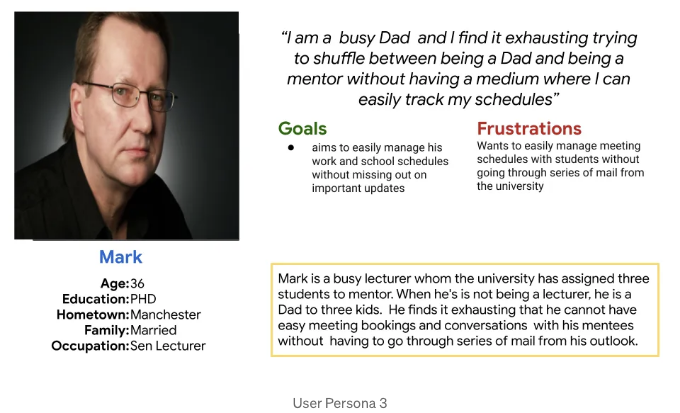 “I am a busy Dad and I find it exhausting trying
to shuffle between being a Dad and being a
mentor without having a medium where I can
easily track my schedules”
Goals
● aims to easily manage his
work and school schedules
without missing out on
important updates
Frustrations
Wants to easily manage meeting
schedules with students without
going through series of mail from
the university
Mark
Age:36
Education:PHD
Hometown:Manchester
Family:Married
Occupation:Sen Lecturer
Mark is a busy lecturer whom the university has assigned three
students to mentor. When he's is not being a lecturer, he is a
Dad to three kids. He finds it exhausting that he cannot have
easy meeting bookings and conversations with his mentees
without having to go through series of mail from his outlook.
User Persona 3